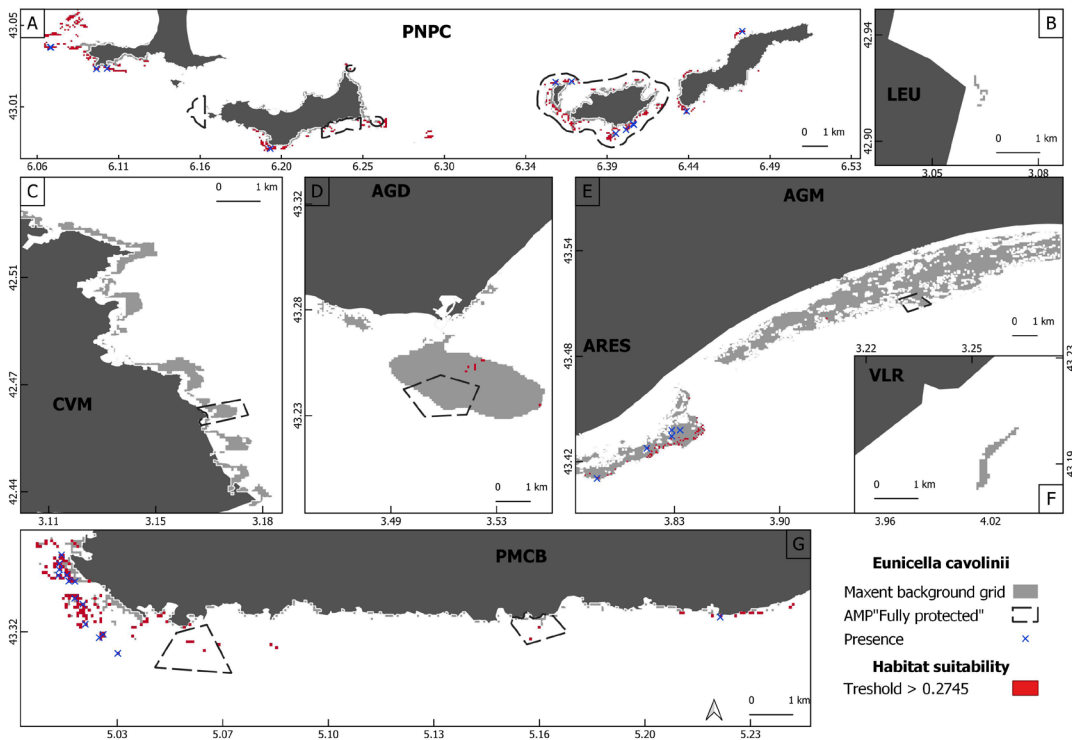 A
PNPC
43.05
43.01
0 1 km
6.06 6.11 6.16 6.20 6.26 6.30 6.39 6.44 6.49 6.53
B
LEU
42.94
42.90
0 1 km
3.05 3.08
C
CVM
0 1 km
42.51
42.47
42.44
3.11 3.15 3.18
D
AGD
43.32
43.28
43.23
0 1 km
3.49 3.53
E
AGM
ARES
43.54
43.48
43.42
0 1 km
3.83 3.90 3.96 4.02
3.22 3.25
VLR
43.23
43.19
0 1 km
F
G
PMCB
43.32
0 1 km
5.03 5.07 5.10 5.13 5.16 5.20 5.23
Eunicella cavolinii
Maxent background grid
AMP"Fully protected"
Presence
Habitat suitability
Treshold > 0.2745